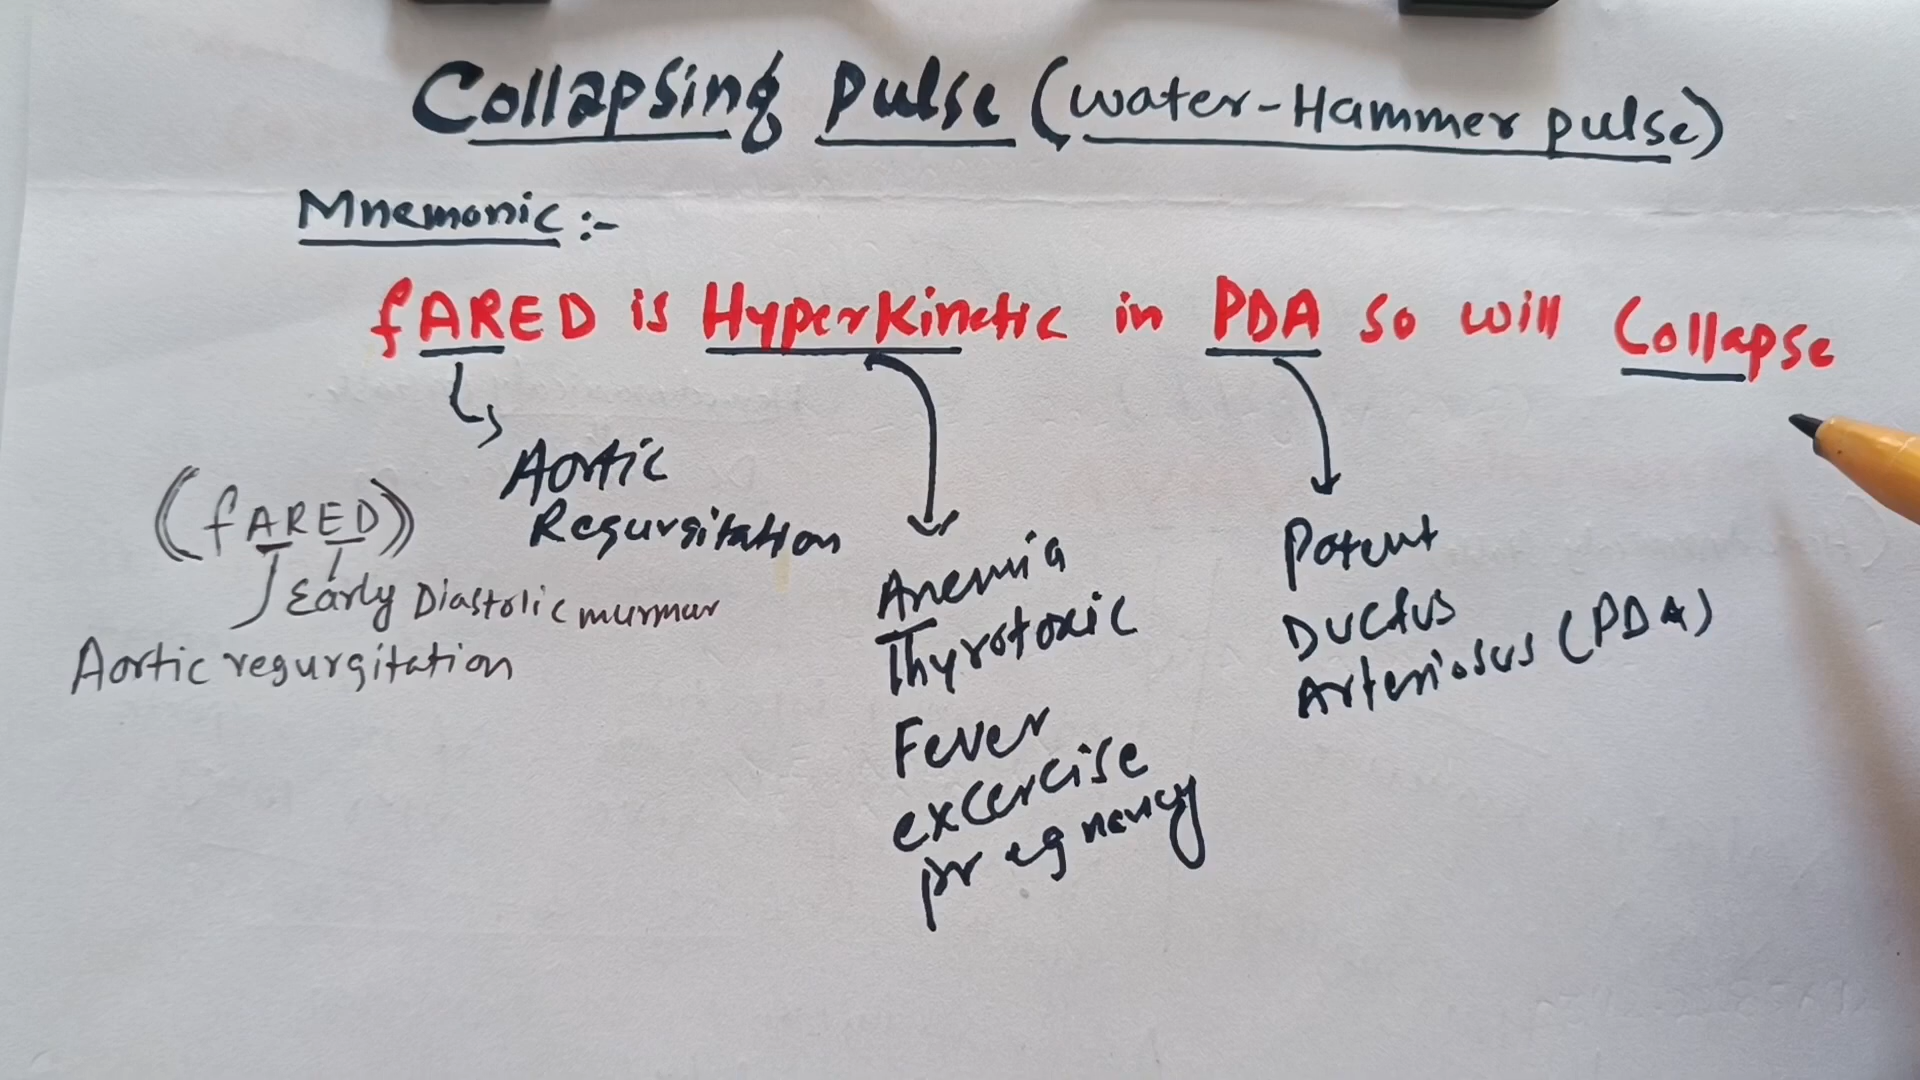 Collapsing pulse (water-Hammer pulse)
Mnemonic :-
fARED is Hyperkinetic in PDA so will Collapse
Aortic
Regurgitation
(fARED)
Early Diastolic murmur
Aortic regurgitation
Anemia
Thyrotoxic
Fever
excercise
pregnancy
Patent
Ductus
Arteriosus (PDA)